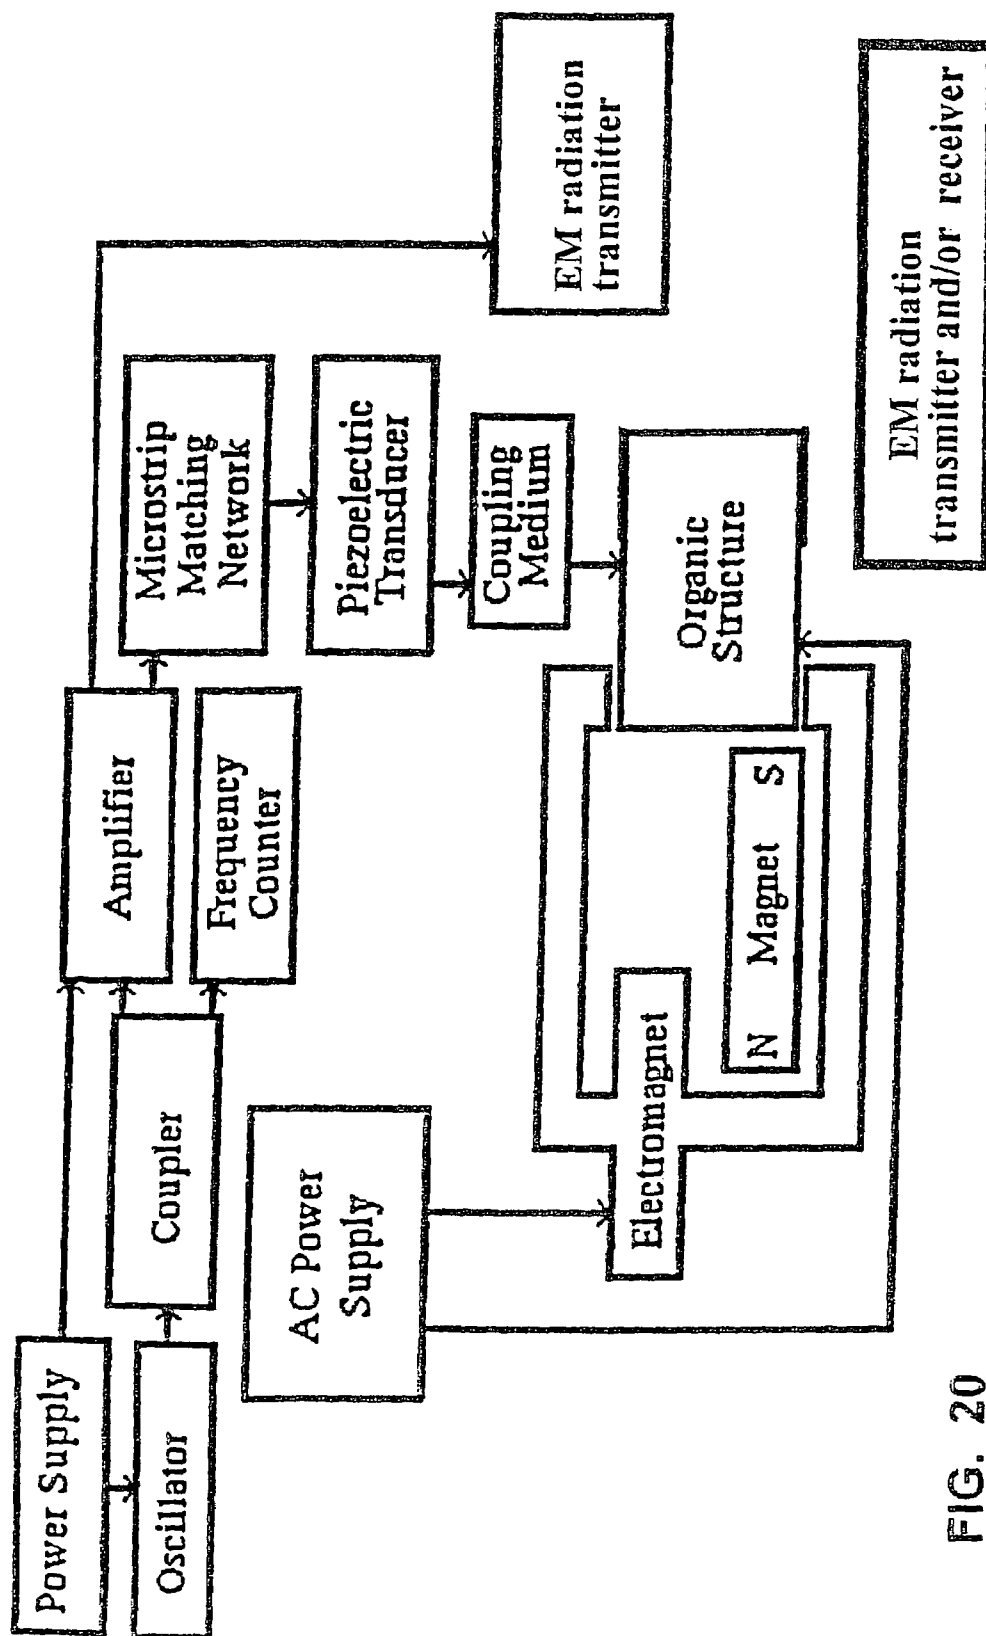 Power Supply
Oscillator
Coupler
Amplifier
Frequency
Counter
Microstrip
Matching
Network
Piezoelectric
Transducer
Coupling
Medium
Organic
Structure
AC Power
Supply
Electromagnet
N Magnet S
EM radiation
transmitter
EM radiation
transmitter and/or receiver
FIG. 20